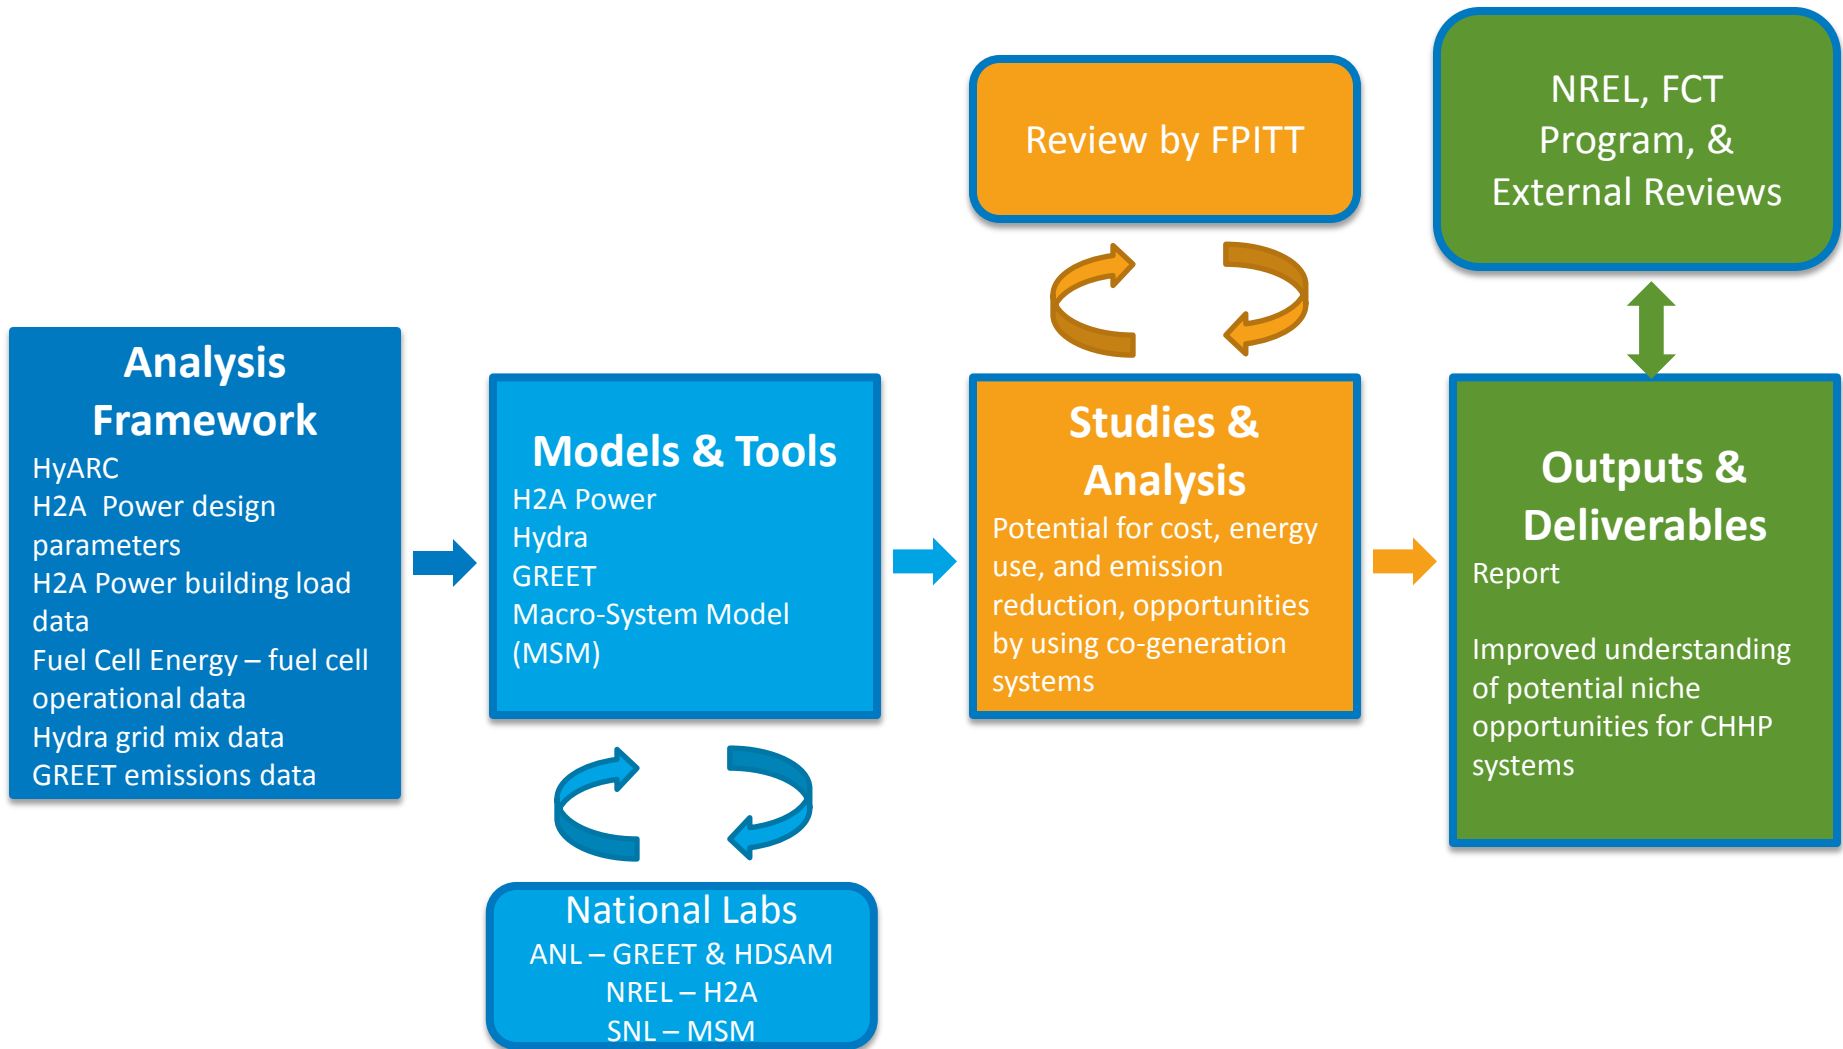 Review by FPITT
NREL, FCT
Program, &
External Reviews
Analysis
Framework
HyARC
H2A Power design
parameters
H2A Power building load
data
Fuel Cell Energy – fuel cell
operational data
Hydra grid mix data
GREET emissions data
Models & Tools
H2A Power
Hydra
GREET
Macro-System Model
(MSM)
Studies &
Analysis
Potential for cost, energy
use, and emission
reduction, opportunities
by using co-generation
systems
Outputs &
Deliverables
Report
Improved understanding
of potential niche
opportunities for CHHP
systems
National Labs
ANL – GREET & HDSAM
NREL – H2A
SNL – MSM